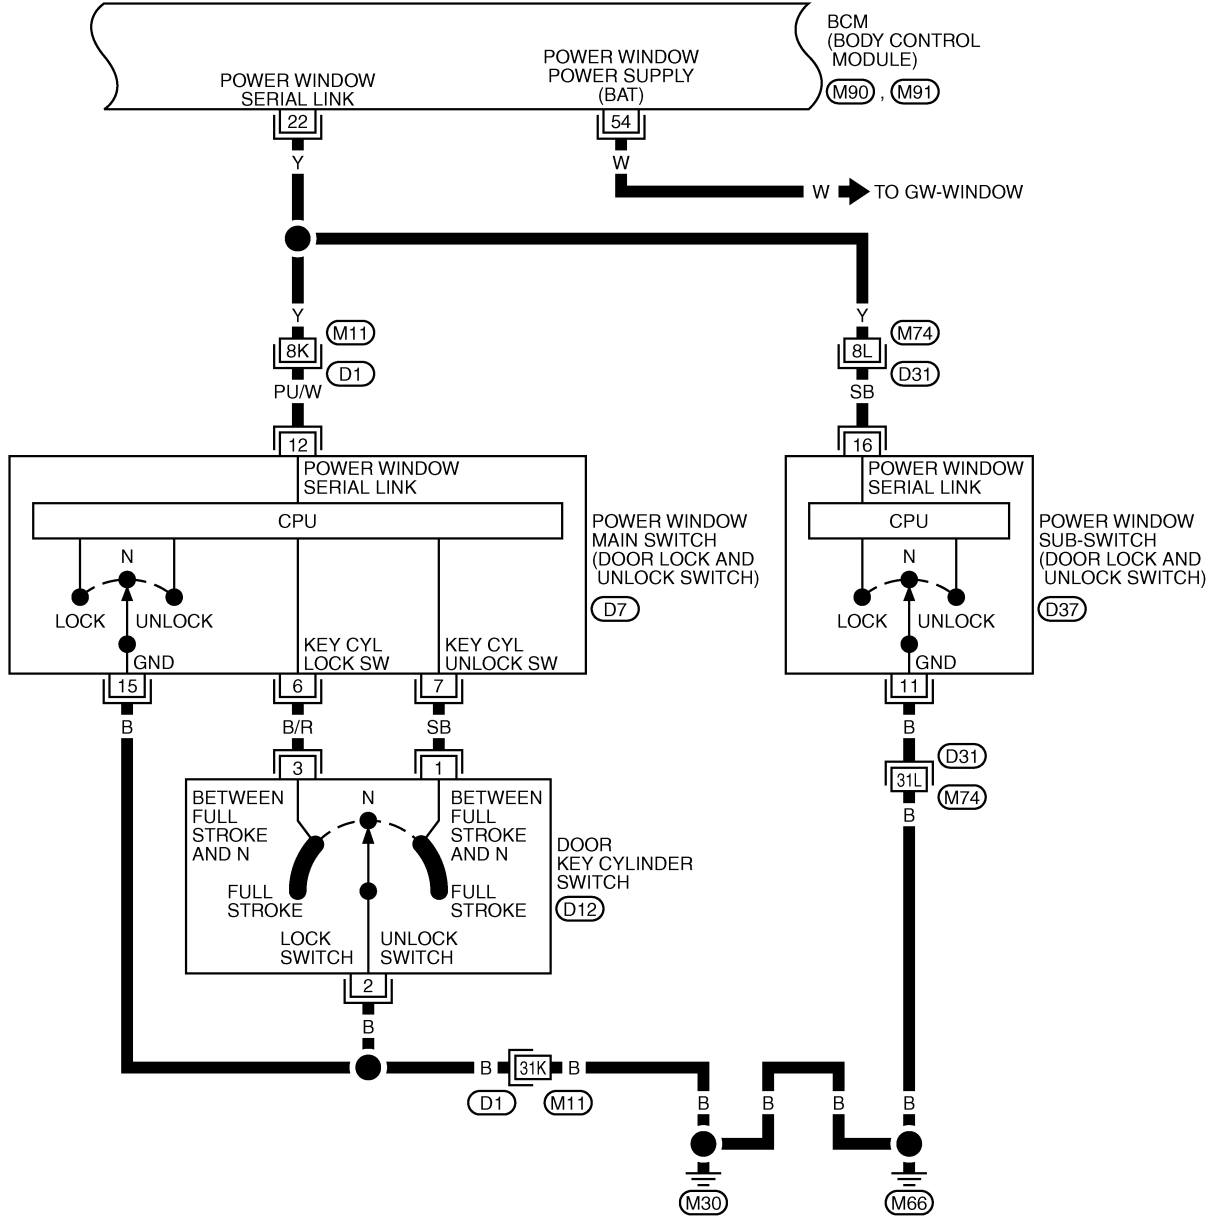 BCM
(BODY CONTROL
MODULE)
M90 , M91
POWER WINDOW
SERIAL LINK
POWER WINDOW
POWER SUPPLY
(BAT)
22
54
Y
W
W
TO GW-WINDOW
Y
Y
M11
8K
D1
M74
8L
D31
PU/W
SB
12
16
POWER WINDOW
SERIAL LINK
CPU
N
LOCK
UNLOCK
GND
KEY CYL
LOCK SW
KEY CYL
UNLOCK SW
POWER WINDOW
MAIN SWITCH
(DOOR LOCK AND
UNLOCK SWITCH)
D7
POWER WINDOW
SERIAL LINK
CPU
N
LOCK
UNLOCK
GND
POWER WINDOW
SUB-SWITCH
(DOOR LOCK AND
UNLOCK SWITCH)
D37
15
6
7
11
B
B/R
SB
B
3
1
D31
31L
M74
B
BETWEEN
FULL
STROKE
AND N
N
BETWEEN
FULL
STROKE
AND N
FULL
STROKE
FULL
STROKE
LOCK
SWITCH
UNLOCK
SWITCH
DOOR
KEY CYLINDER
SWITCH
D12
2
B
B
31K
B
D1
M11
B
B
B
B
M30
M66